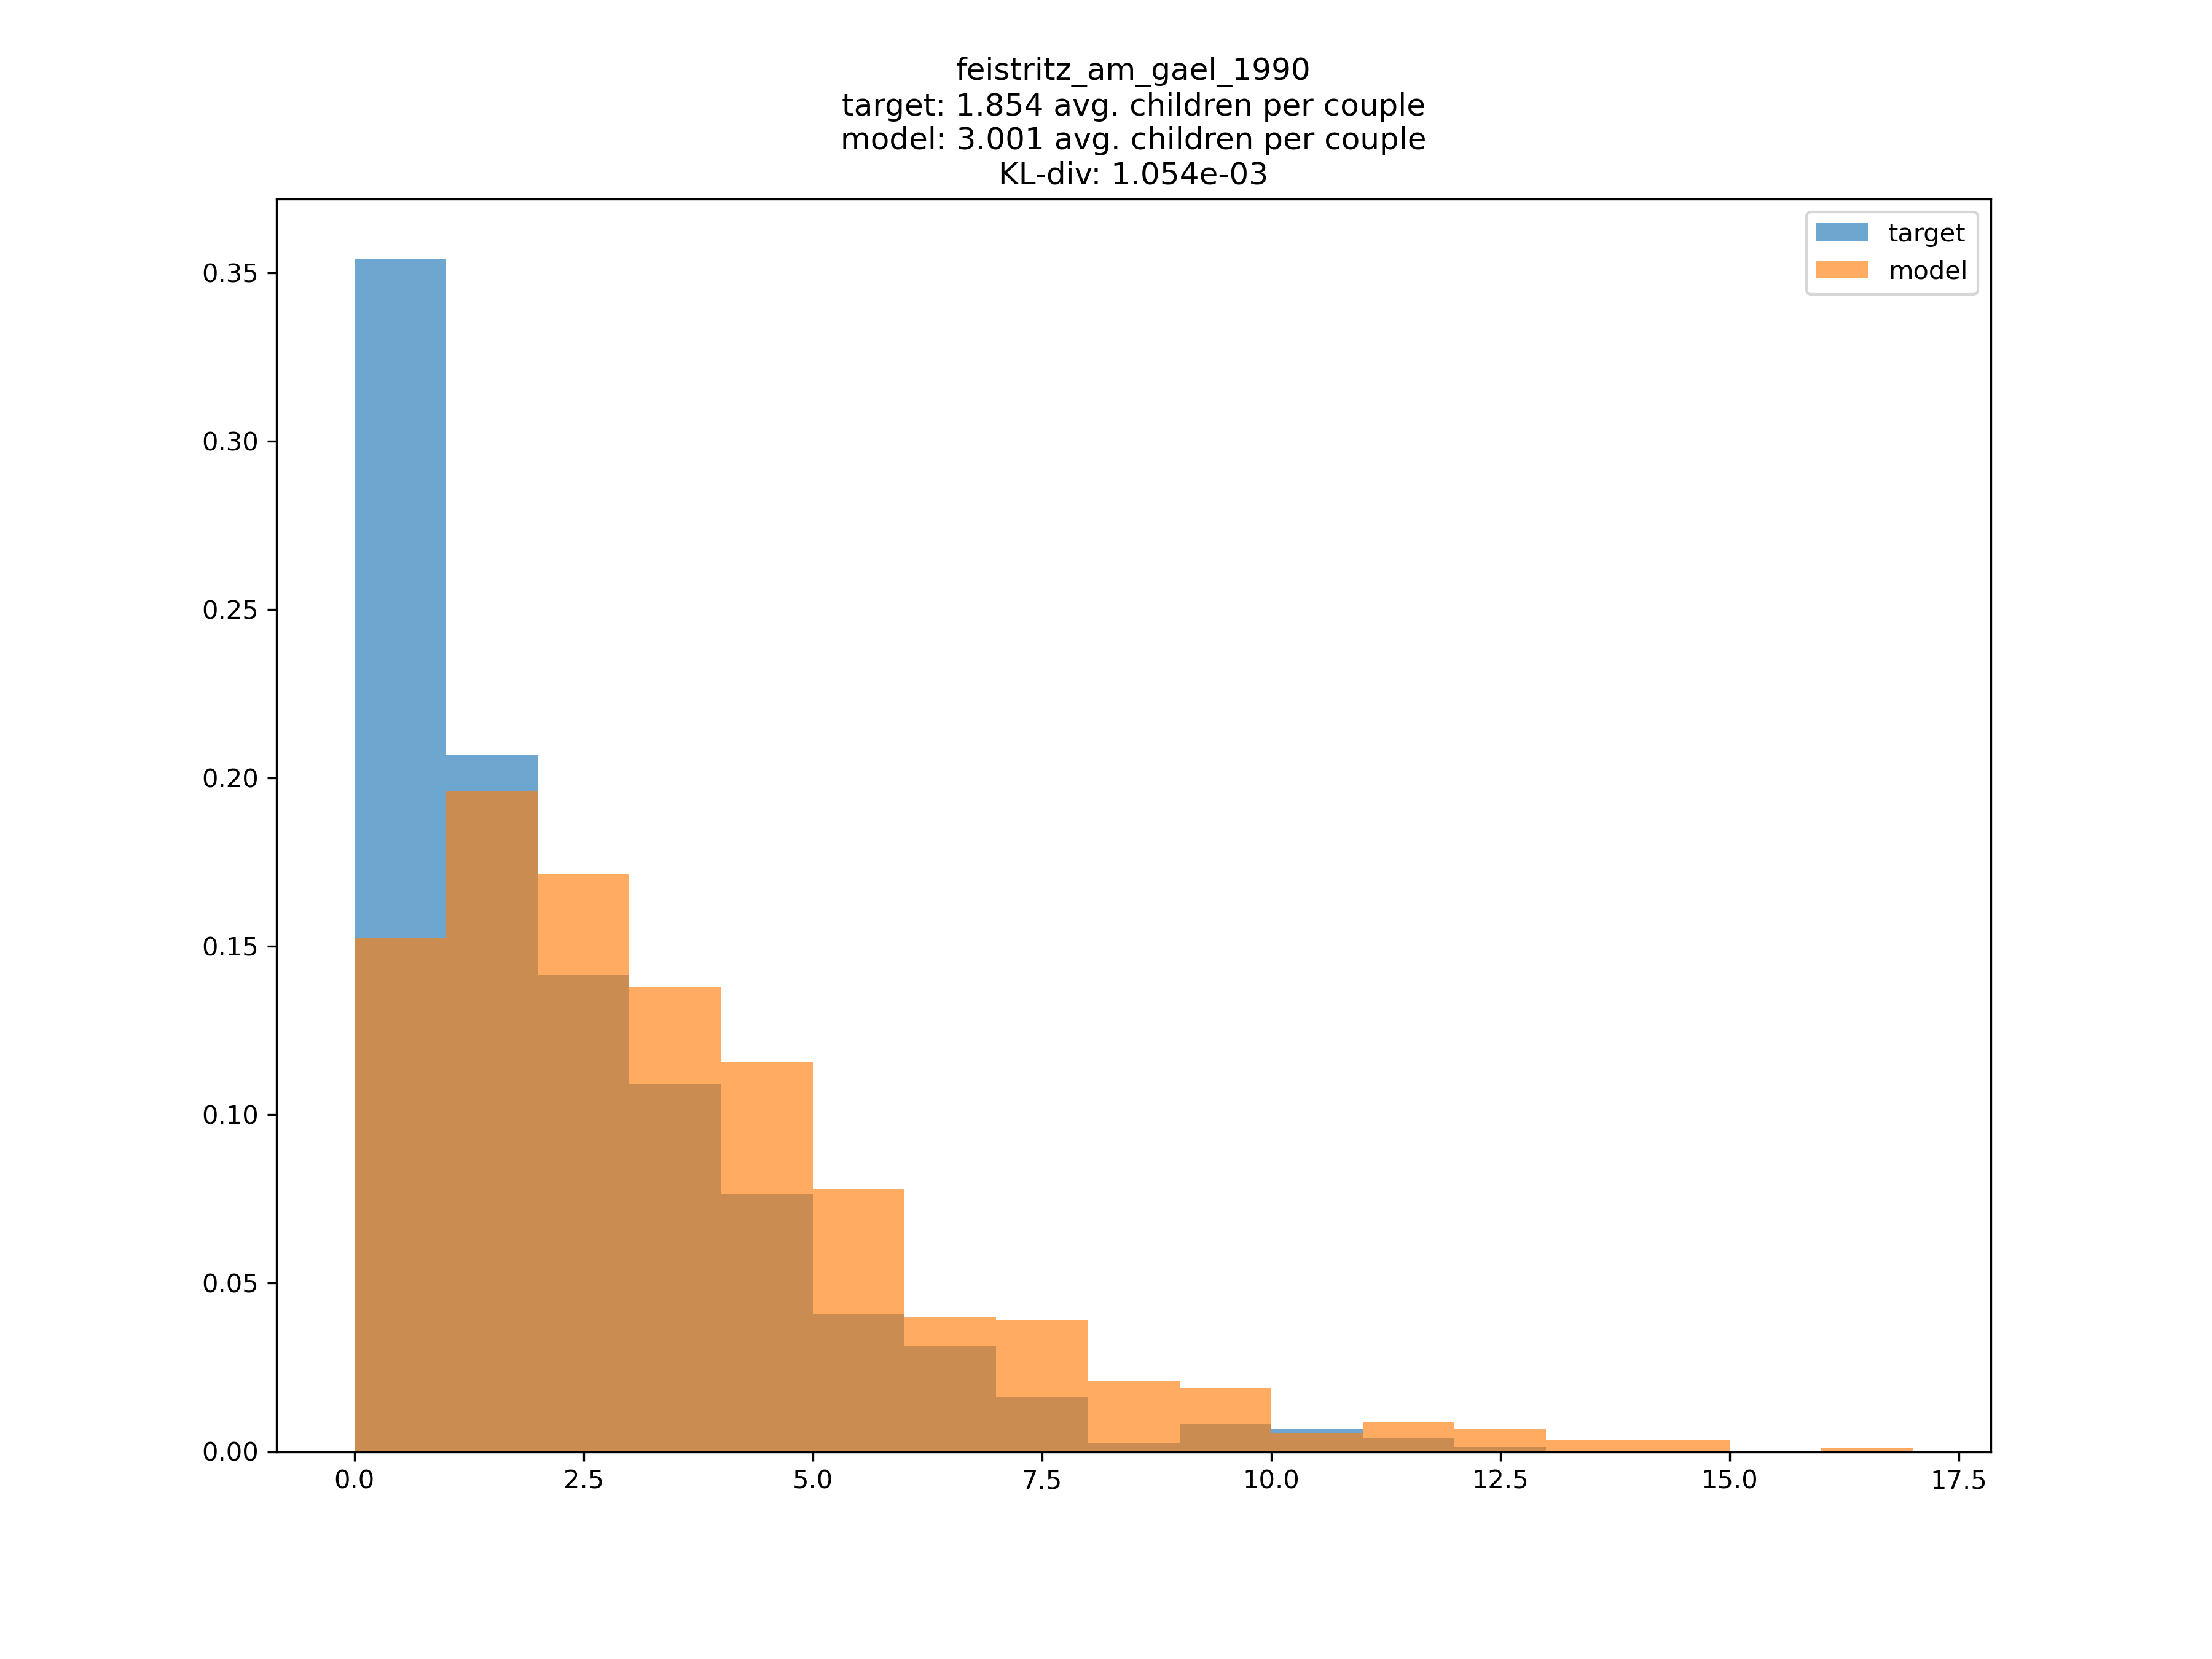 feistritz_am_gael_1990
target: 1.854 avg. children per couple
model: 3.001 avg. children per couple
KL-div: 1.054e-03
target
model
0.35
0.30
0.25
0.20
0.15
0.10
0.05
0.00
0.0 2.5 5.0 7.5 10.0 12.5 15.0 17.5